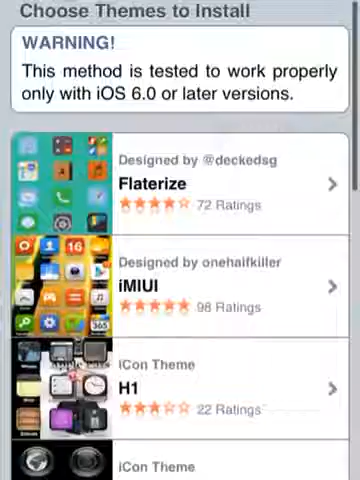 Choose Themes to Install
WARNING!
This method is tested to work properly
only with iOS 6.0 or later versions.
Designed by @deckedsg
Flaterize
72 Ratings
Designed by onehalfkiller
iMIUI
98 Ratings
iCon Theme
H1
22 Ratings
iCon Theme